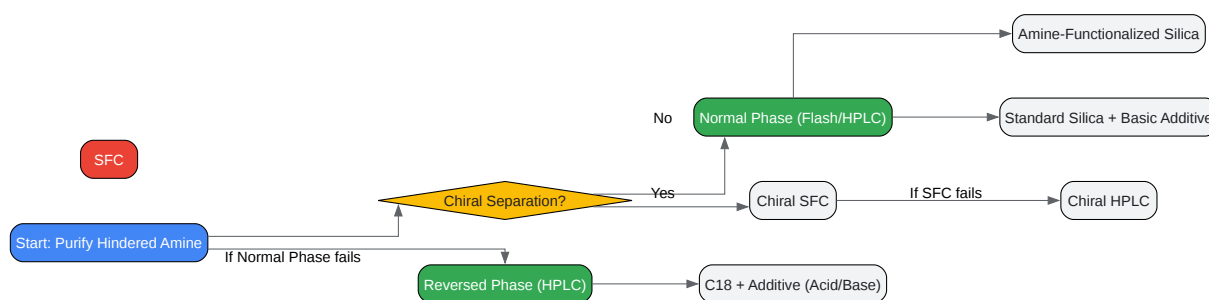 Amine-Functionalized Silica
No
Normal Phase (Flash/HPLC)
Standard Silica + Basic Additive
SFC
Chiral Separation?
Yes
Chiral SFC
If SFC fails
Chiral HPLC
Start: Purify Hindered Amine
If Normal Phase fails
Reversed Phase (HPLC)
C18 + Additive (Acid/Base)